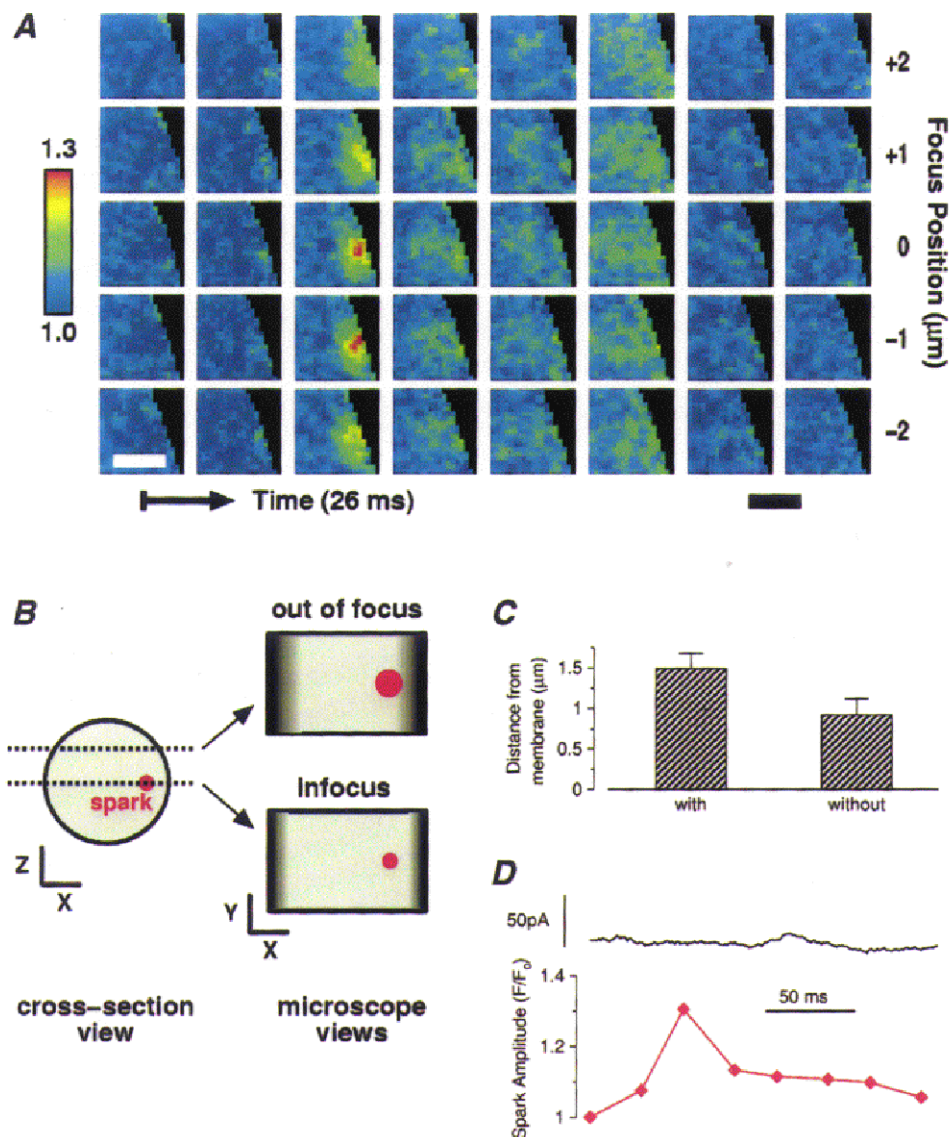 A
+2
+1
0
-1
-2
Focus Position (µm)
1.3
1.0
Time (26 ms)
B
out of focus
infocus
spark
Z
X
Y
X
cross-section
view
microscope
views
C
Distance from
membrane (µm)
1.5
1
0.5
0
with
without
D
50pA
50 ms
Spark Amplitude (F/F₀)
1.4
1.2
1